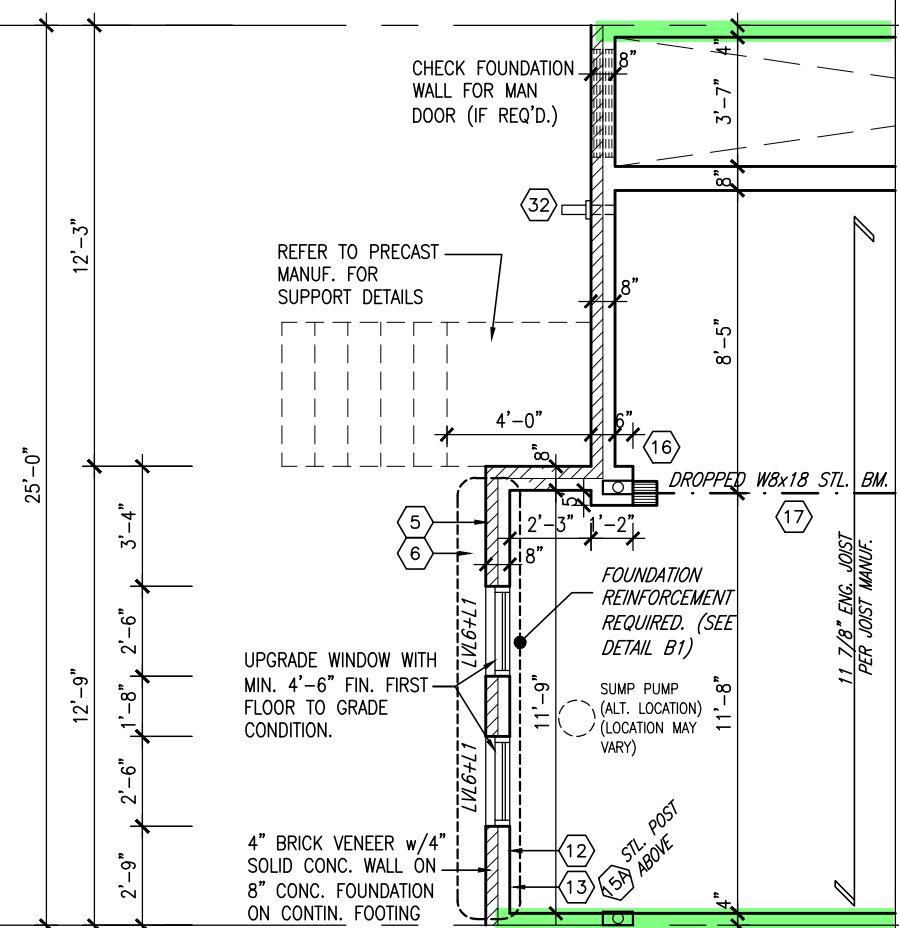 4"
CHECK FOUNDATION
WALL FOR MAN
DOOR (IF REQ'D.)
8"
3'-7"
8"
32
12'-3"
REFER TO PRECAST
MANUF. FOR
SUPPORT DETAILS
8"
8'-5"
4'-0"
6"
16
8"
25'-0"
DROPPED W8x18 STL. BM.
17
5
6
5"
2'-3"
1'-2"
8"
3'-4"
FOUNDATION
REINFORCEMENT
REQUIRED. (SEE
DETAIL B1)
11 7/8" ENG. JOIST
PER JOIST MANUF.
LVL6+L1
2'-6"
UPGRADE WINDOW WITH
MIN. 4'-6" FIN. FIRST
FLOOR TO GRADE
CONDITION.
12'-9"
1'-8"
11'-9"
SUMP PUMP
(ALT. LOCATION)
(LOCATION MAY
VARY)
11'-8"
LVL6+L1
2'-6"
4" BRICK VENEER w/4"
SOLID CONC. WALL ON
8" CONC. FOUNDATION
ON CONTIN. FOOTING
2'-9"
12
13
15A
STL. POST
ABOVE
4"